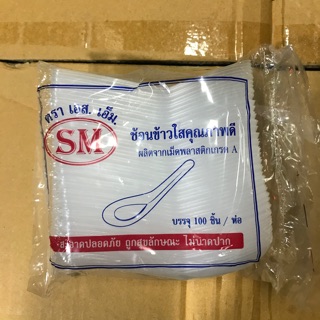 ตรา เอส. เอ็ม.
SM
ช้อนข้าวใสคุณภาพดี
ผลิตจากเม็ดพลาสติกเกรด A
บรรจุ 100 ชิ้น / ห่อ
สะอาดปลอดภัย ถูกสุขลักษณะ ไม่บาดปาก